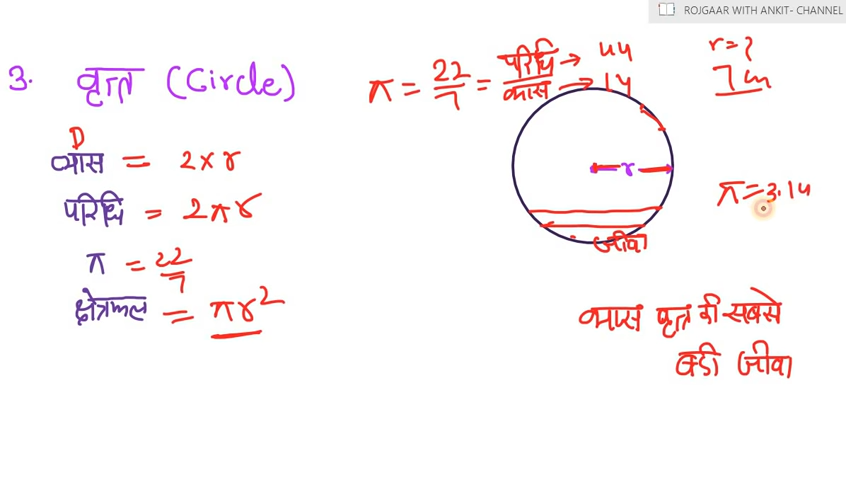 ROJGAAR WITH ANKIT- CHANNEL
3. वृत्त (Circle)
π = 22/7 = परिधि/व्यास → 44 → 14
r = ?
7 cm
D
व्यास = 2 × r
परिधि = 2πr
π = 22/7
क्षेत्रफल = πr²
r
जीवा
π = 3.14
व्यास वृत्त की सबसे
बडी जीवा